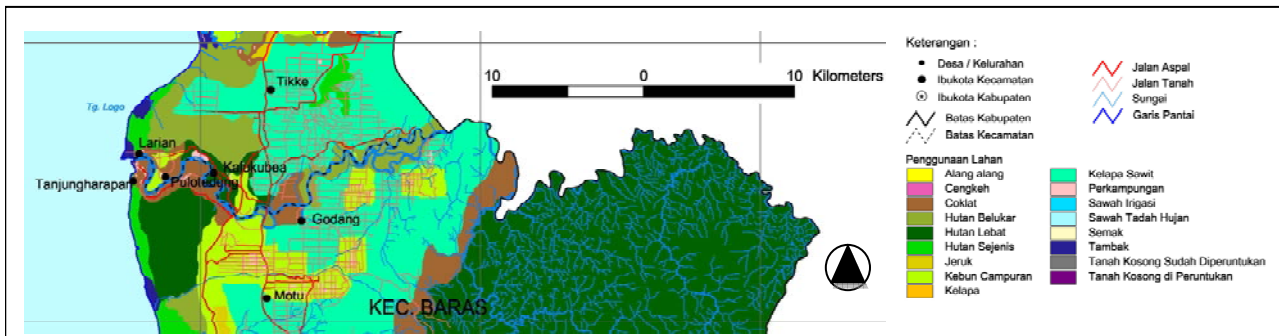 Tikke
Tg. Logo
10 0 10 Kilometers
Larian
Kalukubea
Tanjungharapan
Pulotedung
Godang
Motu
KEC. BARAS
Keterangan :
Desa / Kelurahan
Ibukota Kecamatan
Ibukota Kabupaten
Batas Kabupaten
Batas Kecamatan
Jalan Aspal
Jalan Tanah
Sungai
Garis Pantai
Penggunaan Lahan
Alang alang
Cengkeh
Coklat
Hutan Belukar
Hutan Lebat
Hutan Sejenis
Jeruk
Kebun Campuran
Kelapa
Kelapa Sawit
Perkampungan
Sawah Irigasi
Sawah Tadah Hujan
Semak
Tambak
Tanah Kosong Sudah Diperuntukan
Tanah Kosong di Peruntukan